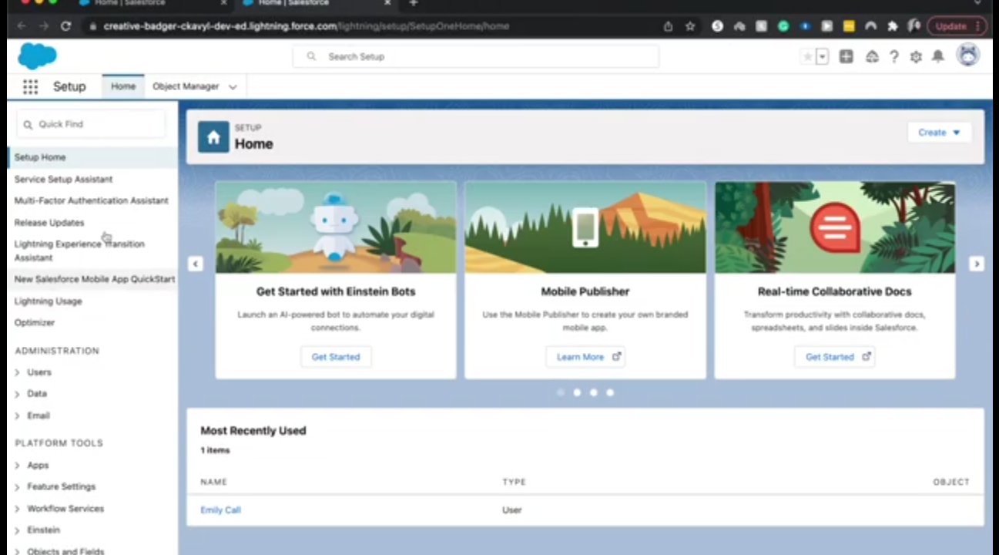 Home | Salesforce
Home | Salesforce
creative-badger-ckavyl-dev-ed.lightning.force.com/lightning/setup/SetupOneHome/home
Update
Search Setup
Setup
Home
Object Manager
Quick Find
Setup Home
Service Setup Assistant
Multi-Factor Authentication Assistant
Release Updates
Lightning Experience Transition
Assistant
New Salesforce Mobile App QuickStart
Lightning Usage
Optimizer
ADMINISTRATION
Users
Data
Email
PLATFORM TOOLS
Apps
Feature Settings
Workflow Services
Einstein
Objects and Fields
SETUP
Home
Create
Get Started with Einstein Bots
Launch an AI-powered bot to automate your digital
connections.
Get Started
Mobile Publisher
Use the Mobile Publisher to create your own branded
mobile app.
Learn More
Real-time Collaborative Docs
Transform productivity with collaborative docs,
spreadsheets, and slides inside Salesforce.
Get Started
Most Recently Used
1 items
NAME TYPE OBJECT
Emily Call User